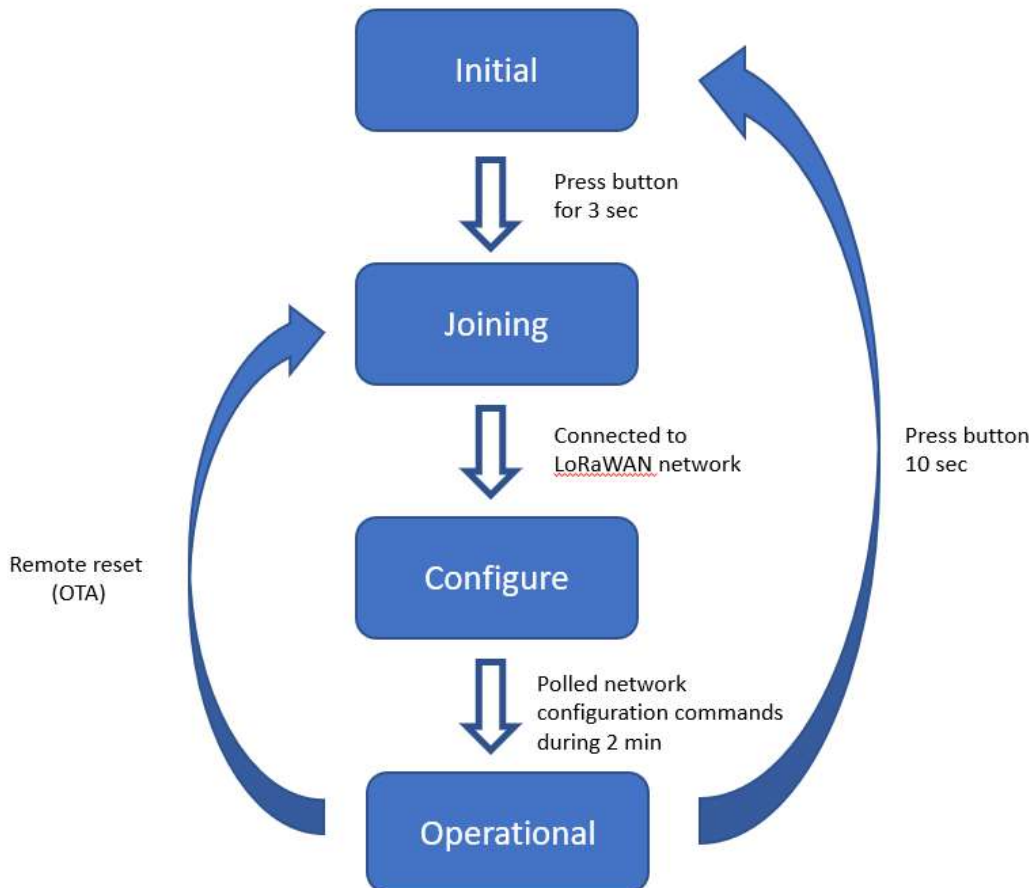 Initial
Press button
for 3 sec
Joining
Connected to
LoRaWAN network
Press button
10 sec
Remote reset
(OTA)
Configure
Polled network
configuration commands
during 2 min
Operational